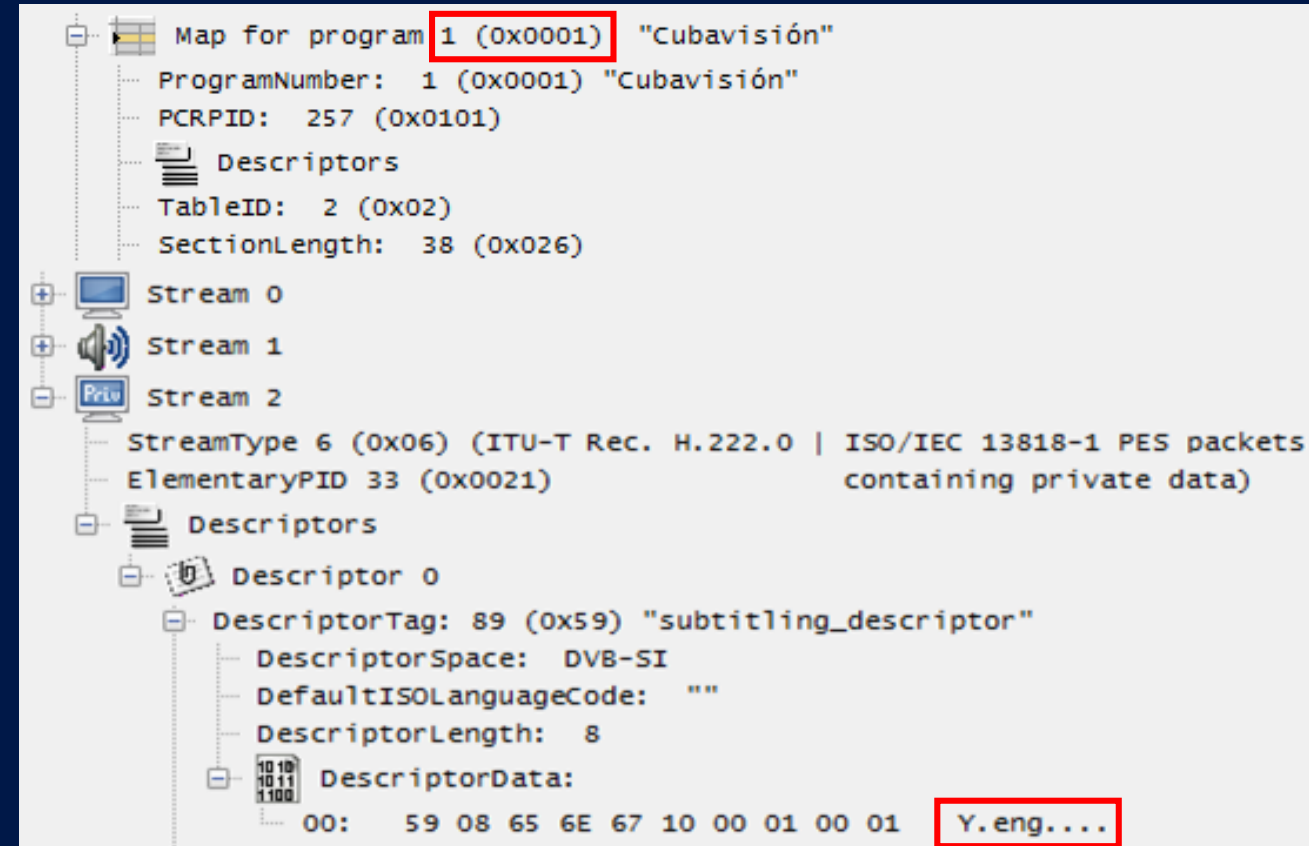 Map for program 1 (0x0001) "Cubavisión"
ProgramNumber: 1 (0x0001) "Cubavisión"
PCRPID: 257 (0x0101)
Descriptors
TableID: 2 (0x02)
SectionLength: 38 (0x026)
Stream 0
Stream 1
Priv Stream 2
StreamType 6 (0x06) (ITU-T Rec. H.222.0 | ISO/IEC 13818-1 PES packets
ElementaryPID 33 (0x0021) containing private data)
Descriptors
Descriptor 0
DescriptorTag: 89 (0x59) "subtitling_descriptor"
DescriptorSpace: DVB-SI
DefaultISOLanguageCode: ""
DescriptorLength: 8
DescriptorData:
00: 59 08 65 6E 67 10 00 01 00 01 Y.eng....